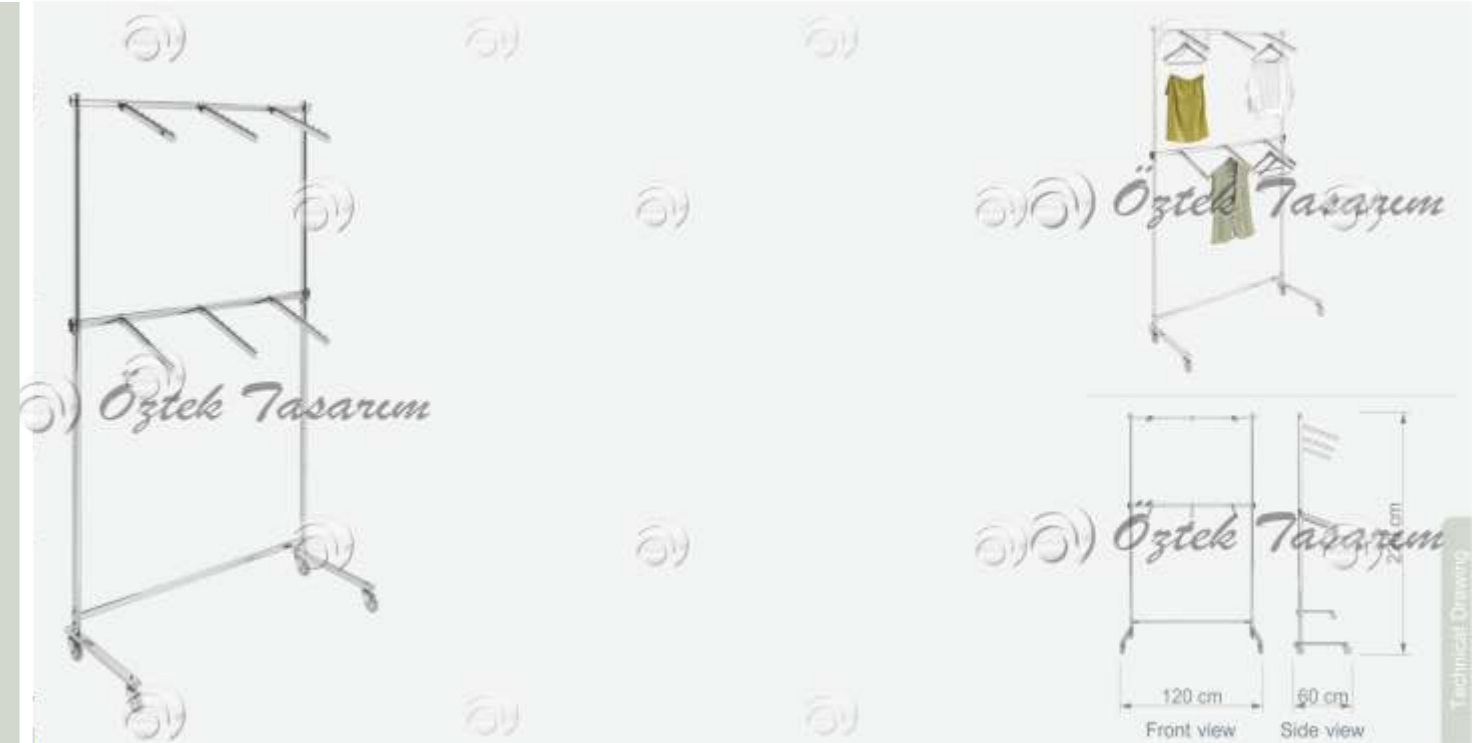 Öztek Tasarım
Öztek Tasarım
Öztek Tasarım
120 cm
60 cm
Front view
Side view
Technical Drawing